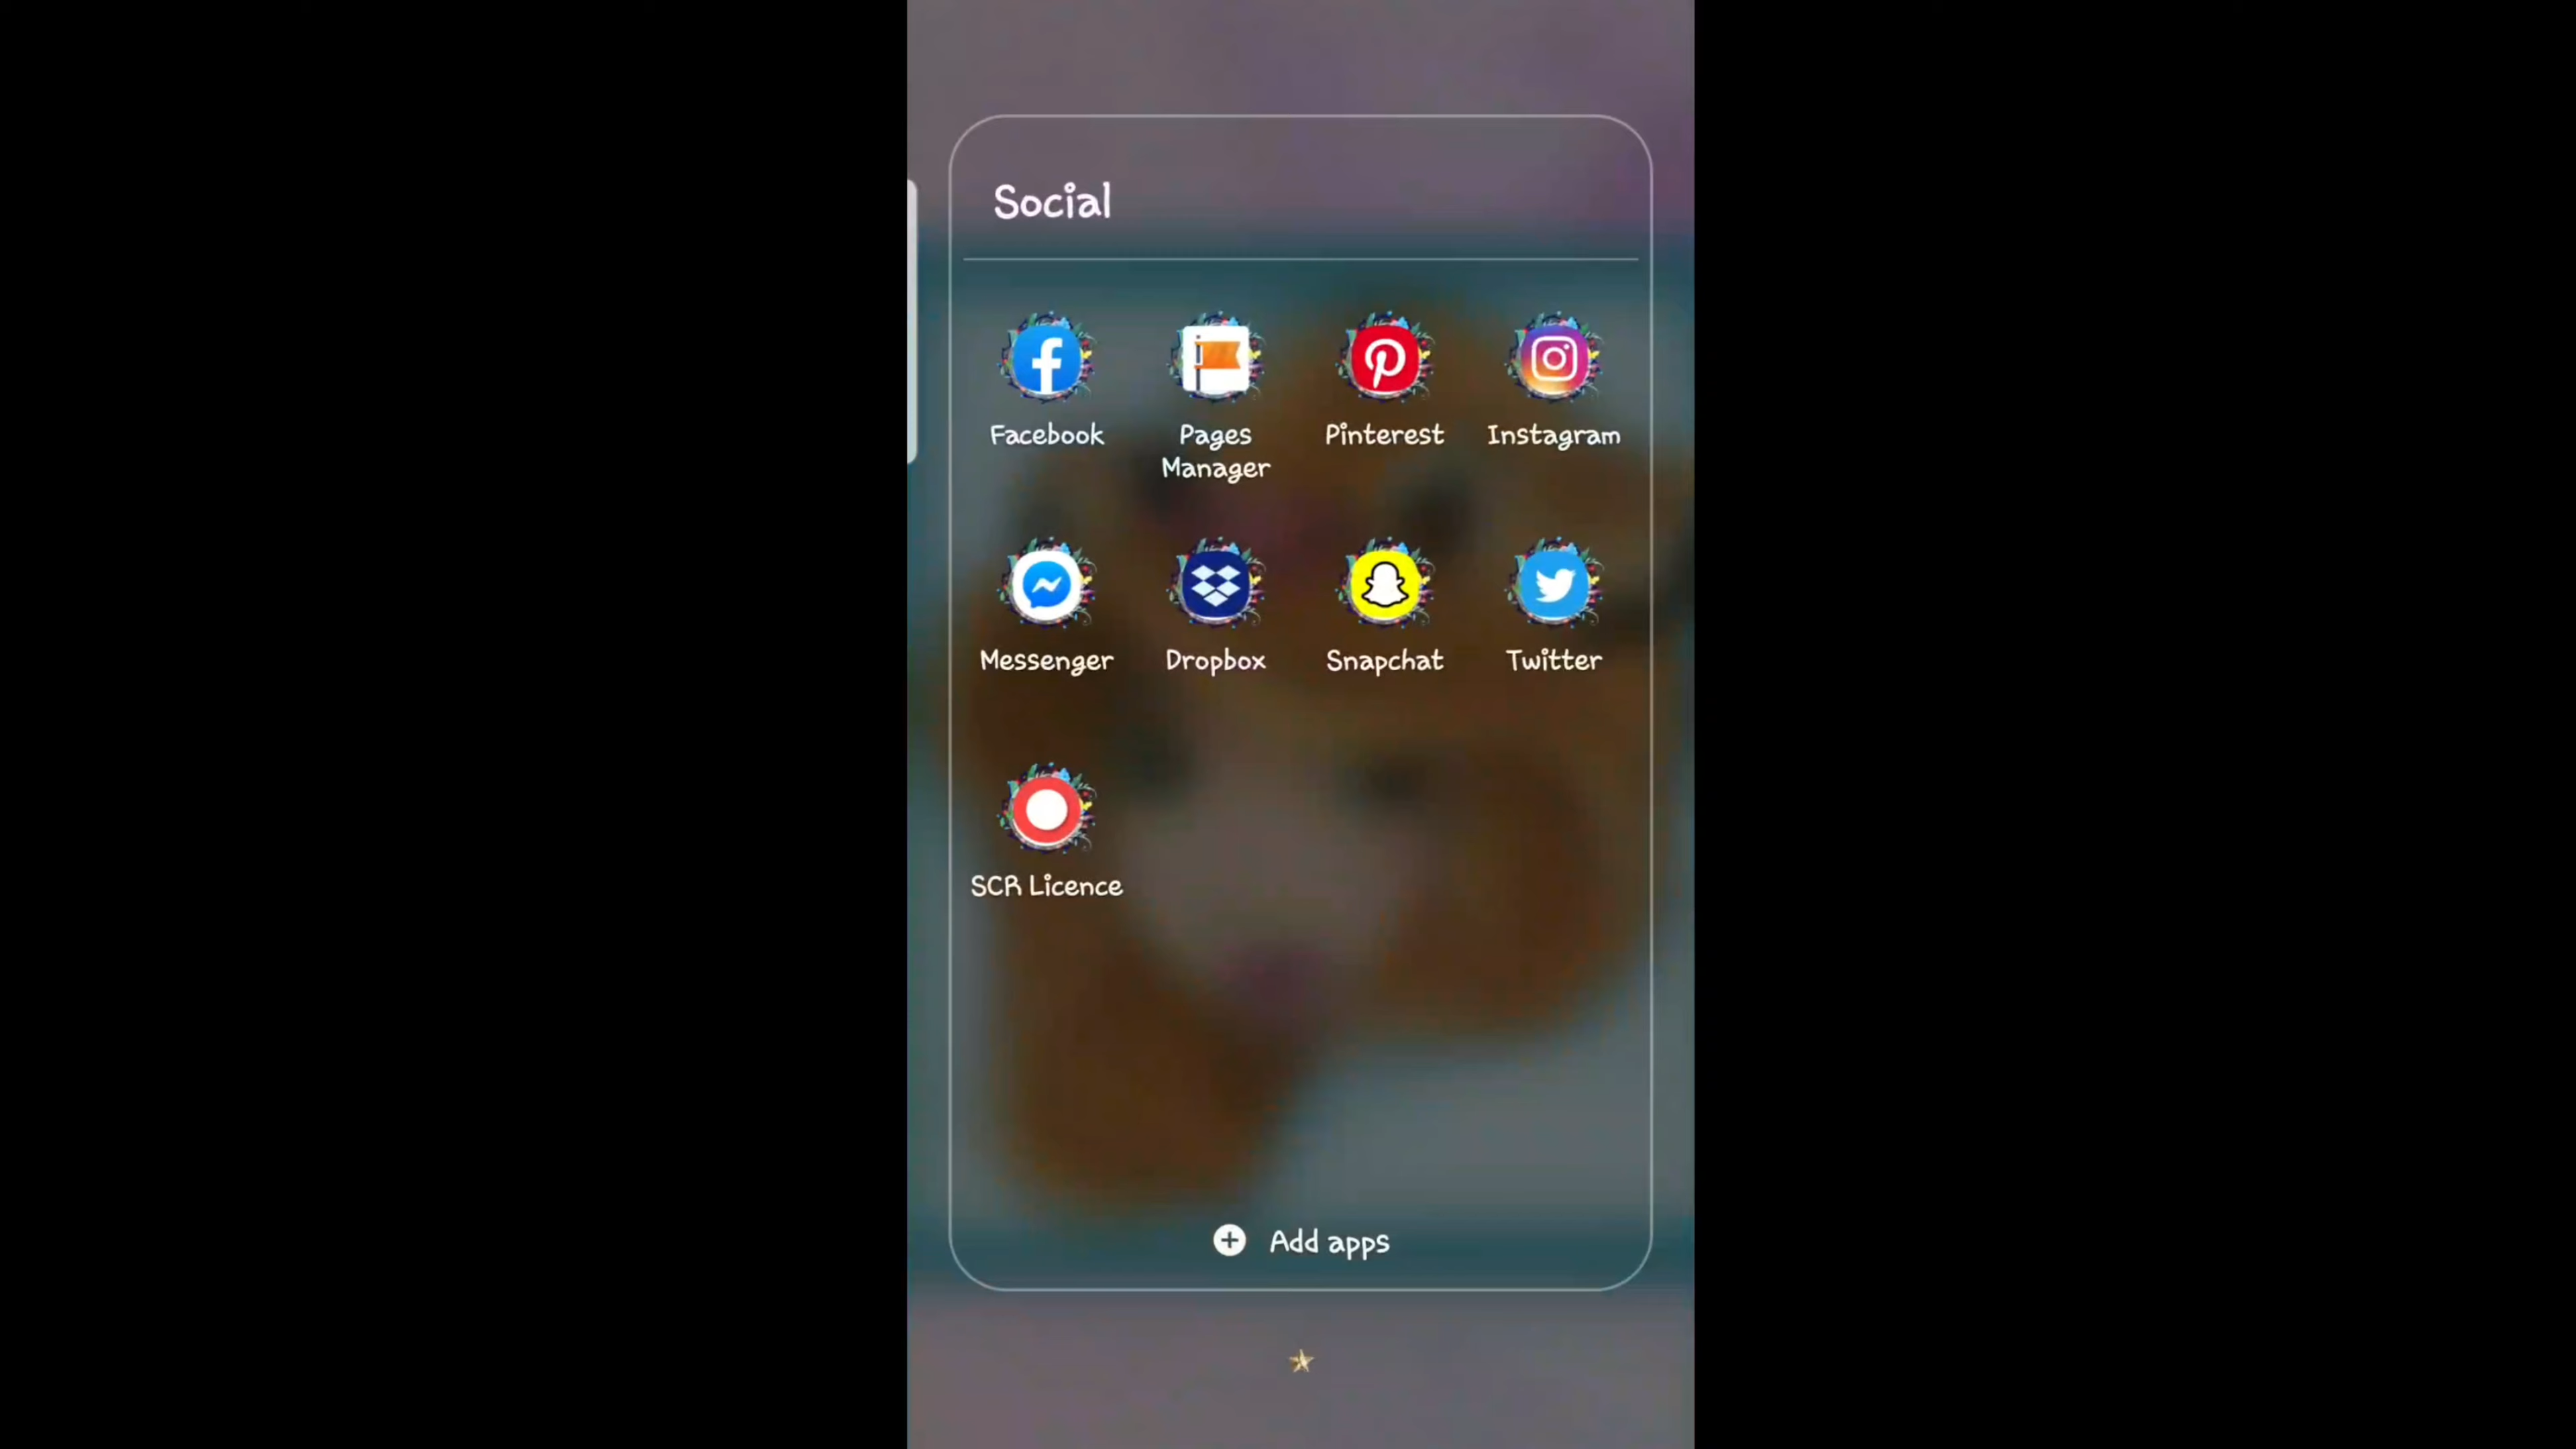 Social
Facebook
Pages
Manager
Pinterest
Instagram
Messenger
Dropbox
Snapchat
Twitter
SCR Licence
Add apps